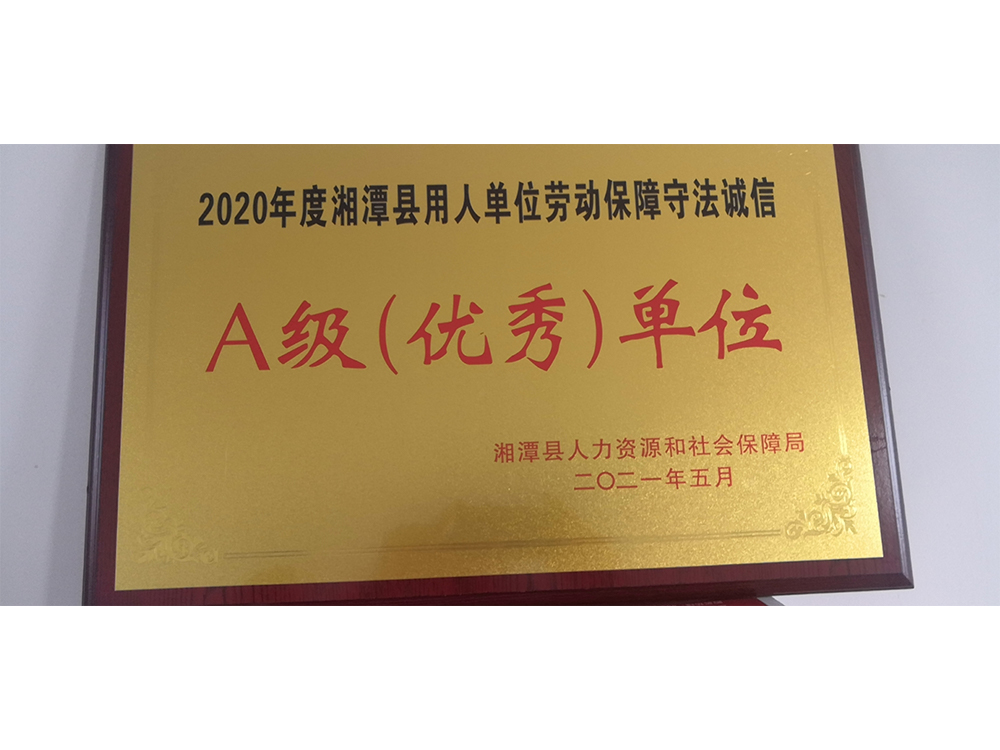 2020年度湘潭县用人单位劳动保障守法诚信
A级(优秀)单位
湘潭县人力资源和社会保障局
二〇二一年五月